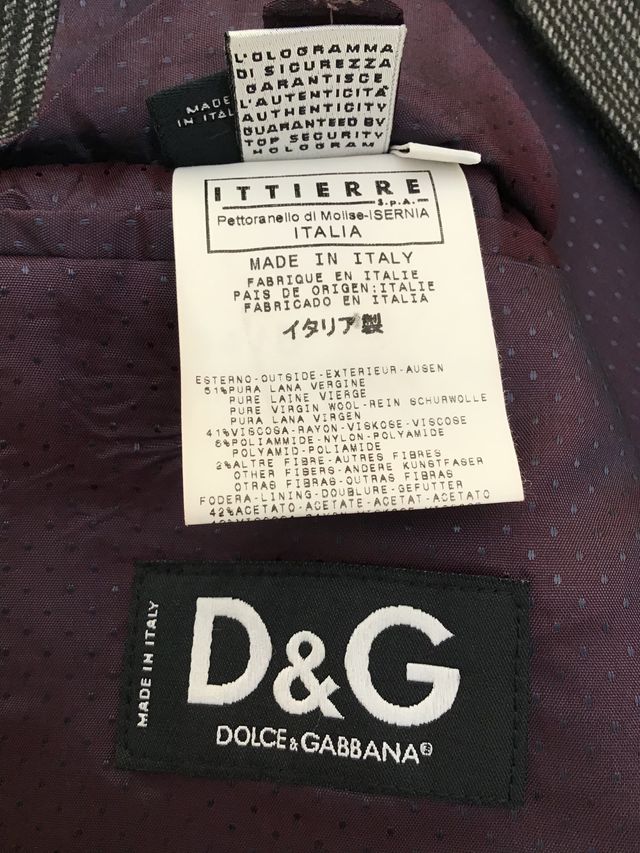 L'OLOGRAMMA
DI SICUREZZA
GARANTISCE
L'AUTENTICITÀ
AUTHENTICITY
GUARANTEED BY
TOP SECURITY
HOLOGRAM
MADE
IN ITAL
ITTIERRE
S.p.A.
Pettoranello di Molise-ISERNIA
ITALIA
MADE IN ITALY
FABRIQUE EN ITALIE
PAIS DE ORIGEN:ITALIE
FABRICADO EN ITALIA
イタリア製
ESTERNO-OUTSIDE-EXTERIEUR-AUSEN
51%PURA LANA VERGINE
PURE LAINE VIERGE
PURE VIRGIN WOOL-REIN SCHURWOLLE
PURA LANA VIRGEN
41%VISCOSA-RAYON-VISKOSE-VISCOSE
6%POLIAMMIDE-NYLON-POLYAMIDE
POLYAMID-POLIAMIDE
2%ALTRE FIBRE-AUTRES FIBRES
OTHER FIBERS-ANDERE KUNSTFASER
OTRAS FIBRAS-OUTRAS FIBRAS
FODERA-LINING-DOUBLURE-GEFUTTER
42%ACETATO-ACETATE-ACETAT-ACETATO
MADE IN ITALY
D&G
DOLCE&GABBANA®